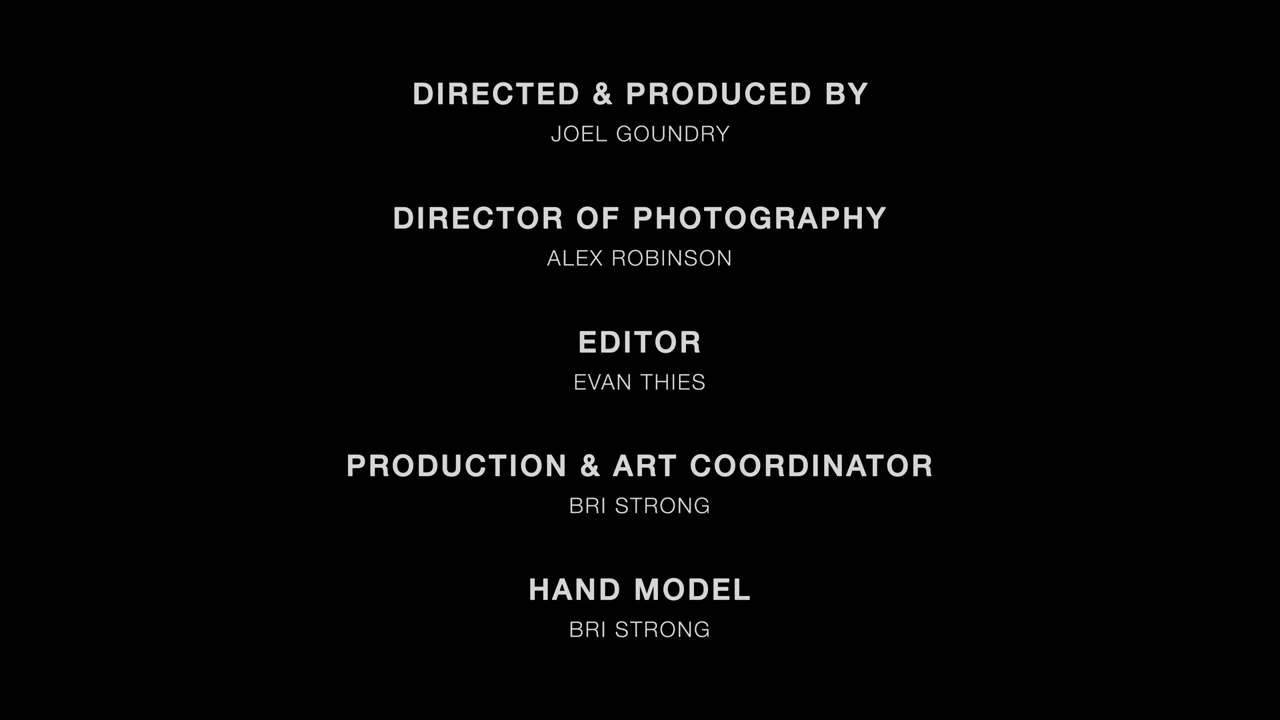 DIRECTED & PRODUCED BY
JOEL GOUNDRY
DIRECTOR OF PHOTOGRAPHY
ALEX ROBINSON
EDITOR
EVAN THIES
PRODUCTION & ART COORDINATOR
BRI STRONG
HAND MODEL
BRI STRONG